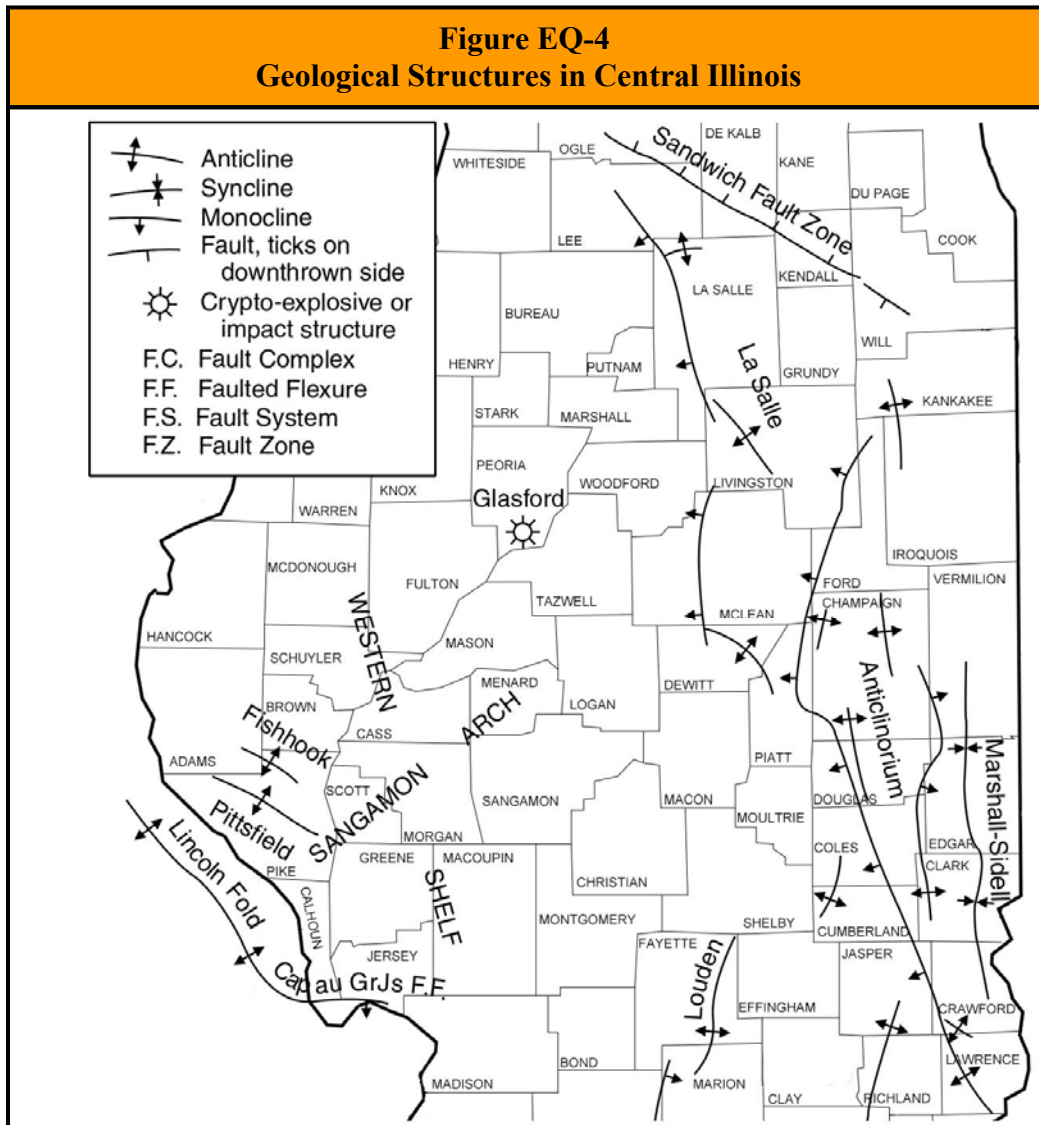 Figure EQ-4
Geological Structures in Central Illinois
Anticline
Syncline
Monocline
Fault, ticks on
downthrown side
Crypto-explosive or
impact structure
F.C. Fault Complex
F.F. Faulted Flexure
F.S. Fault System
F.Z. Fault Zone
WHITESIDE
OGLE
DE KALB
KANE
DU PAGE
COOK
Sandwich Fault Zone
LEE
KENDALL
LA SALLE
BUREAU
WILL
HENRY
PUTNAM
GRUNDY
La Salle
KANKAKEE
STARK
MARSHALL
PEORIA
WOODFORD
LIVINGSTON
KNOX
Glasford
WARREN
IROQUOIS
MCDONOUGH
FULTON
TAZWELL
FORD
VERMILION
CHAMPAIGN
MCLEAN
HANCOCK
WESTERN
MASON
SCHUYLER
MENARD
DEWITT
LOGAN
BROWN
ARCH
Anticlinorium
CASS
Fishhook
ADAMS
PIATT
SCOTT
SANGAMON
MACON
DOUGLAS
Marshall-Sidell
Pittsfield
SANGAMON
MORGAN
MOULTRIE
EDGAR
COLES
CLARK
Lincoln Fold
PIKE
GREENE
MACOUPIN
CHRISTIAN
CALHOUN
SHELF
MONTGOMERY
SHELBY
CUMBERLAND
JERSEY
FAYETTE
JASPER
Cap au GrJs F.F.
Louden
EFFINGHAM
CRAWFORD
BOND
LAWRENCE
MADISON
MARION
CLAY
RICHLAND